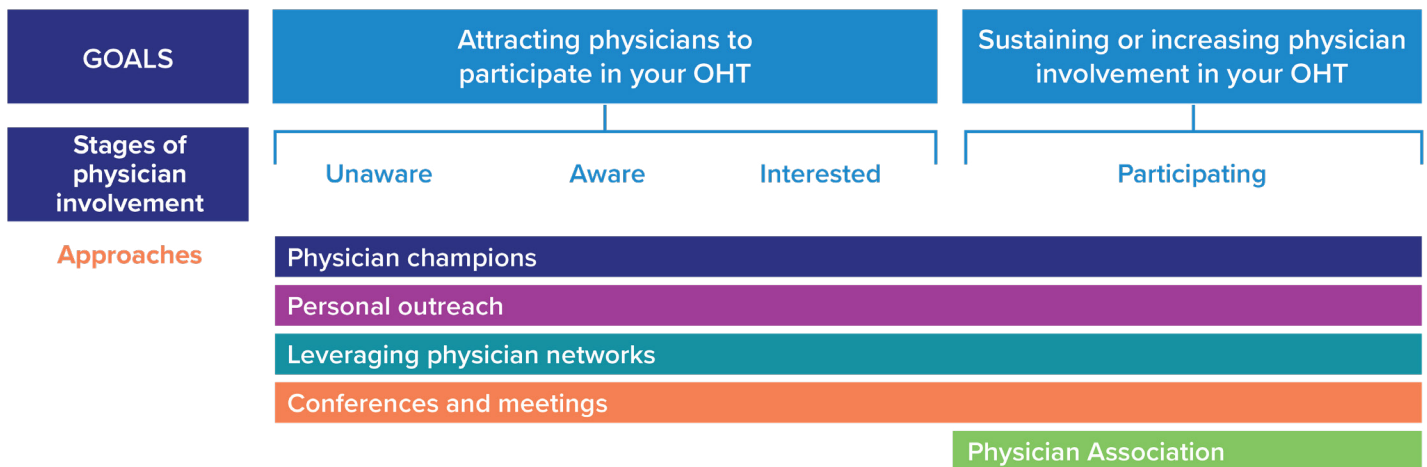 GOALS
Attracting physicians to
participate in your OHT
Sustaining or increasing physician
involvement in your OHT
Stages of
physician
involvement
Unaware
Aware
Interested
Participating
Approaches
Physician champions
Personal outreach
Leveraging physician networks
Conferences and meetings
Physician Association